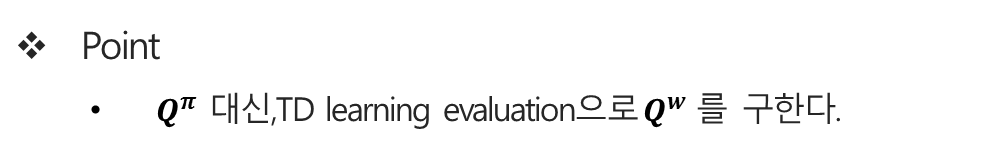 ❖ Point
• Q^π 대신,TD learning evaluation으로 Q^w 를 구한다.